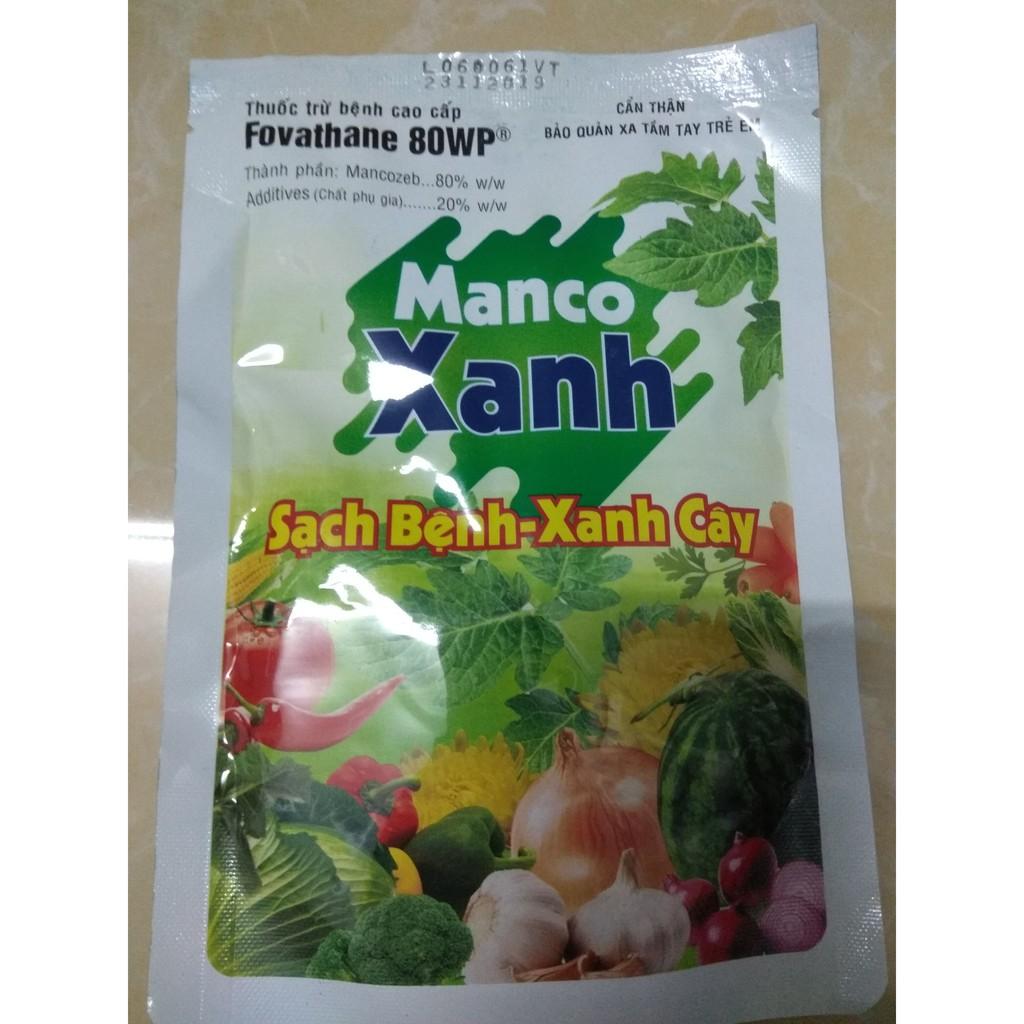 L060061VT
23112019
Thuốc trừ bệnh cao cấp
Fovathane 80WP®
CẨN THẬN
BẢO QUẢN XA TẦM TAY TRẺ EM
Thành phần: Mancozeb...80% w/w
Additives (Chất phụ gia).......20% w/w
Manco
Xanh
Sạch Bệnh-Xanh Cây